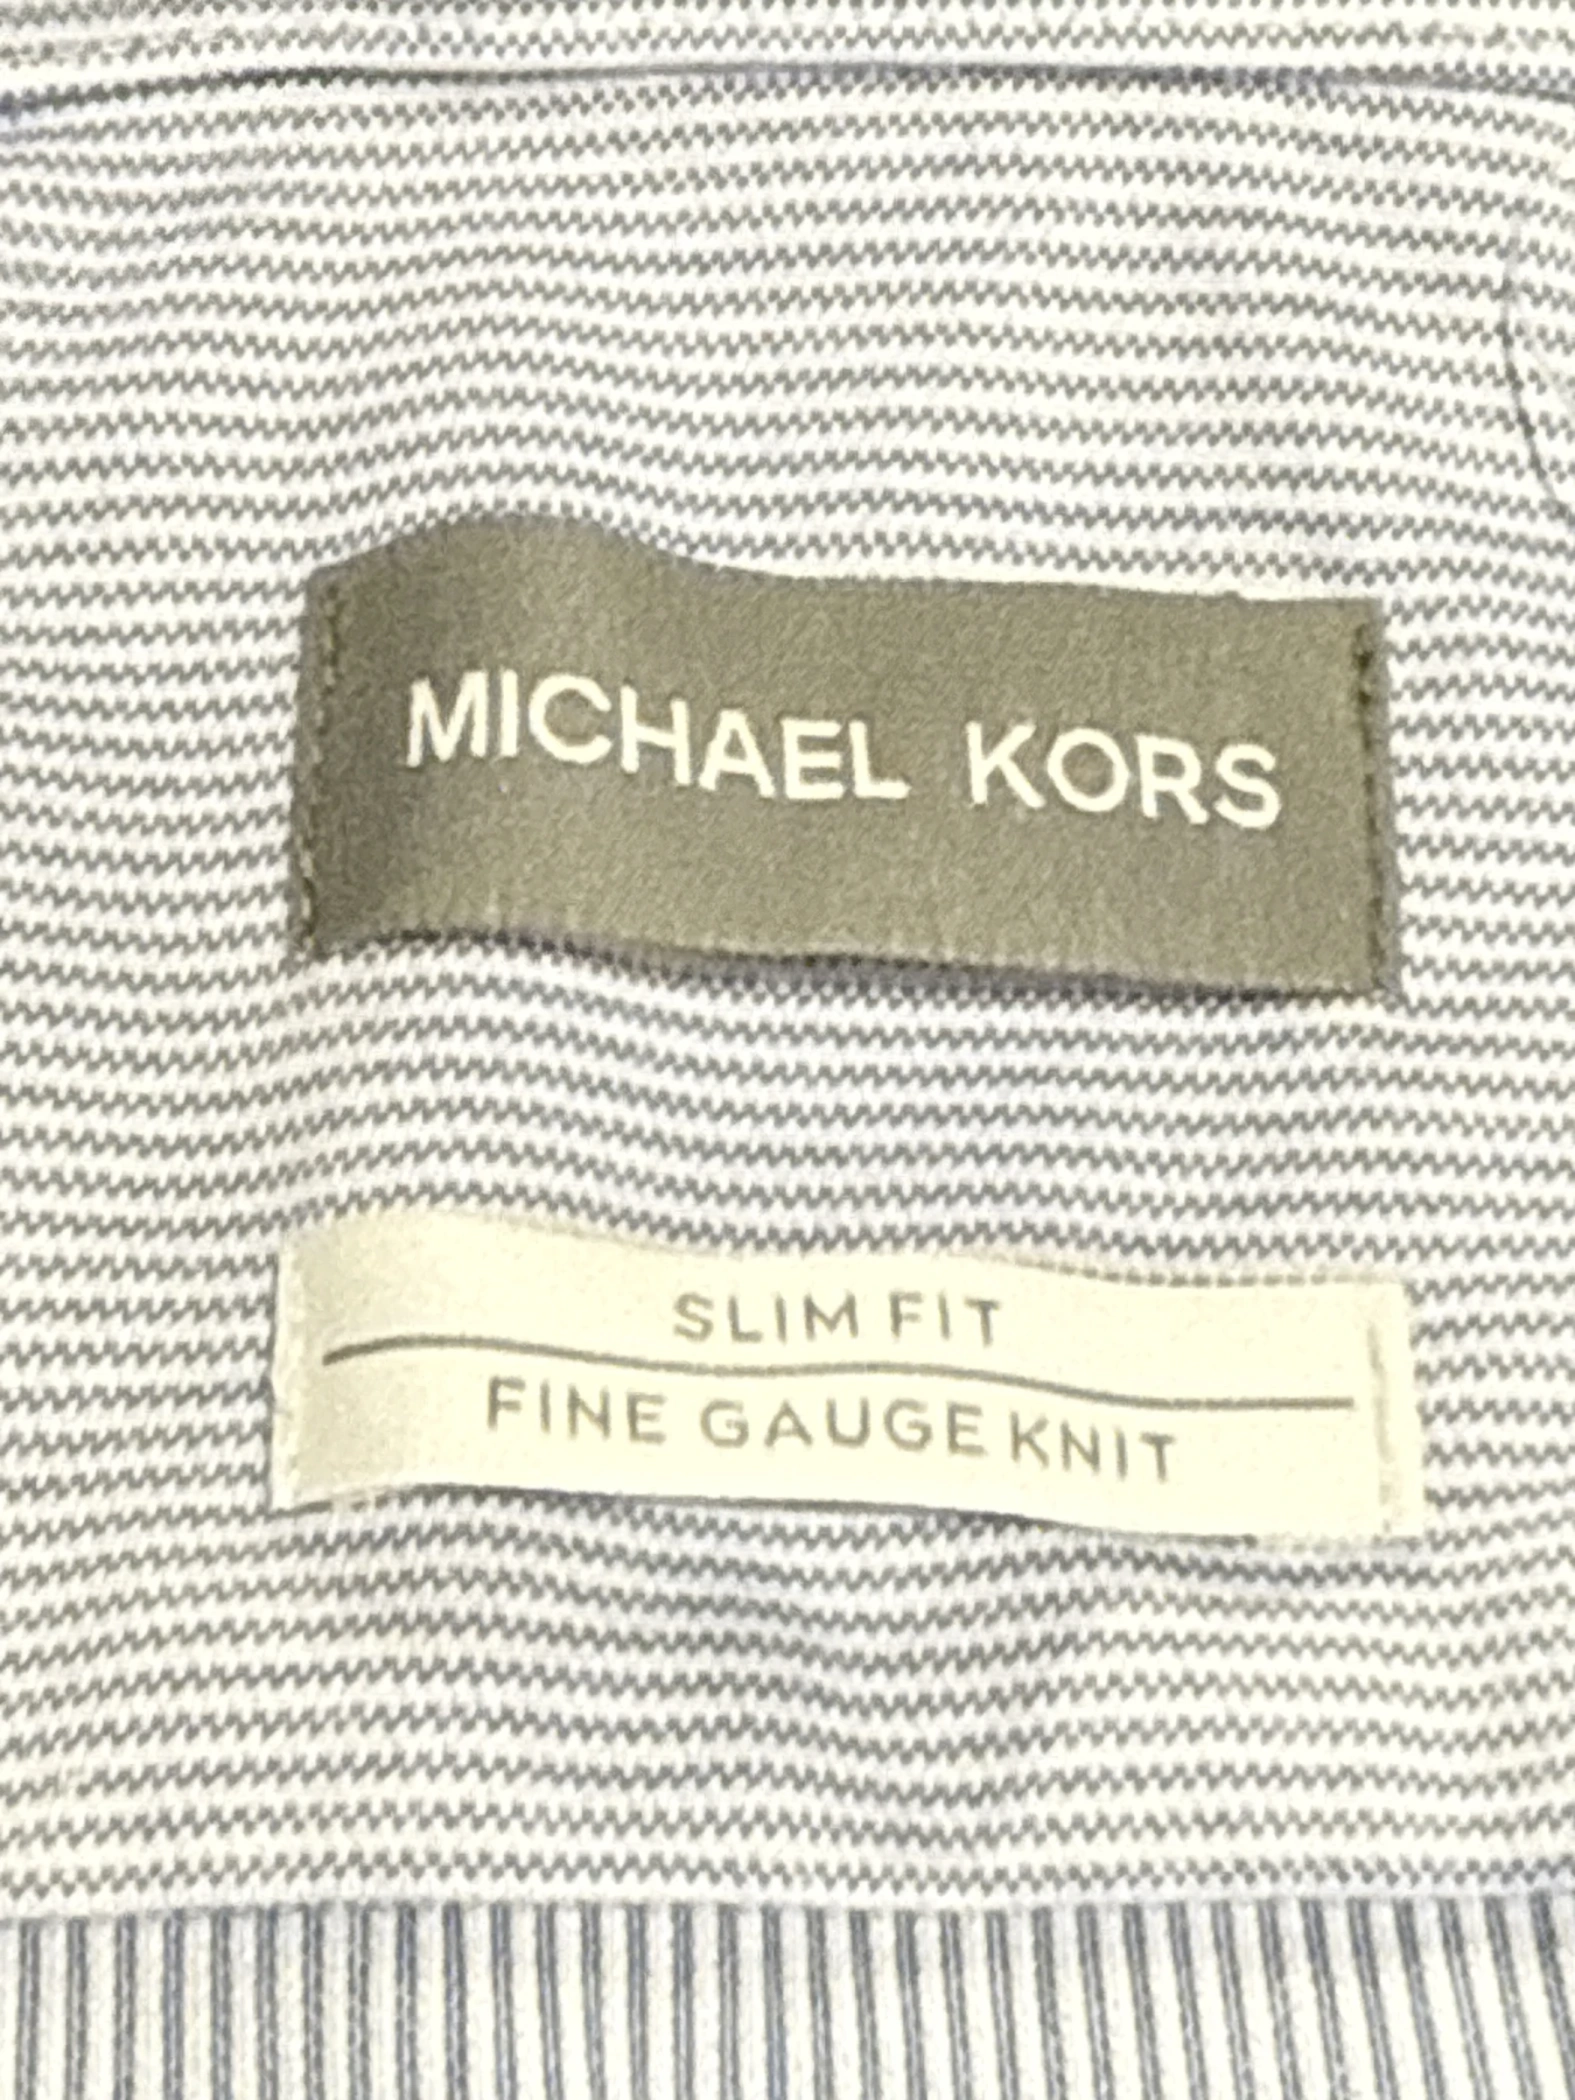 MICHAEL KORS
SLIM FIT
FINE GAUGE KNIT